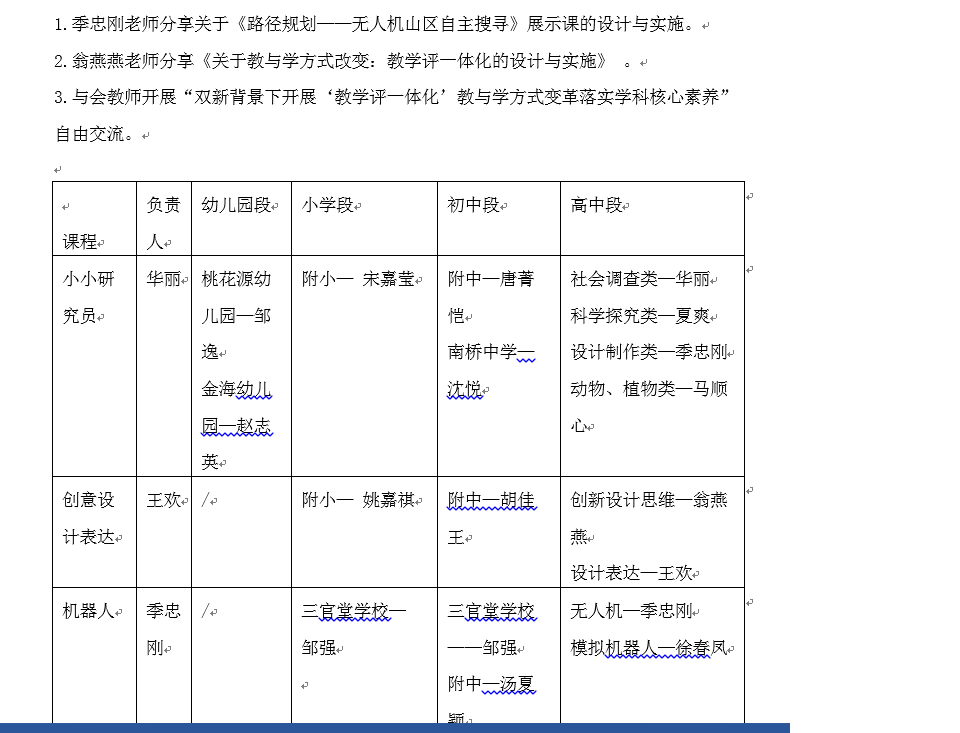 1.季忠刚老师分享关于《路径规划——无人机山区自主搜寻》展示课的设计与实施。
2.翁燕燕老师分享《关于教与学方式改变：教学评一体化的设计与实施》 。
3.与会教师开展“双新背景下开展‘教学评一体化’教与学方式变革落实学科核心素养”
自由交流。
课程
负责
人
幼儿园段
小学段
初中段
高中段
小小研
究员
华丽
桃花源幼
儿园—邹
逸
金海幼儿
园—赵志
英
附小— 宋嘉莹
附中—唐菁
恺
南桥中学—
沈悦
社会调查类—华丽
科学探究类—夏爽
设计制作类—季忠刚
动物、植物类—马顺
心
创意设
计表达
王欢
/
附小— 姚嘉祺
附中—胡佳
王
创新设计思维—翁燕
燕
设计表达—王欢
机器人
季忠
刚
/
三官堂学校—
邹强
三官堂学校
——邹强
附中—汤夏
颖
无人机—季忠刚
模拟机器人—徐春凤